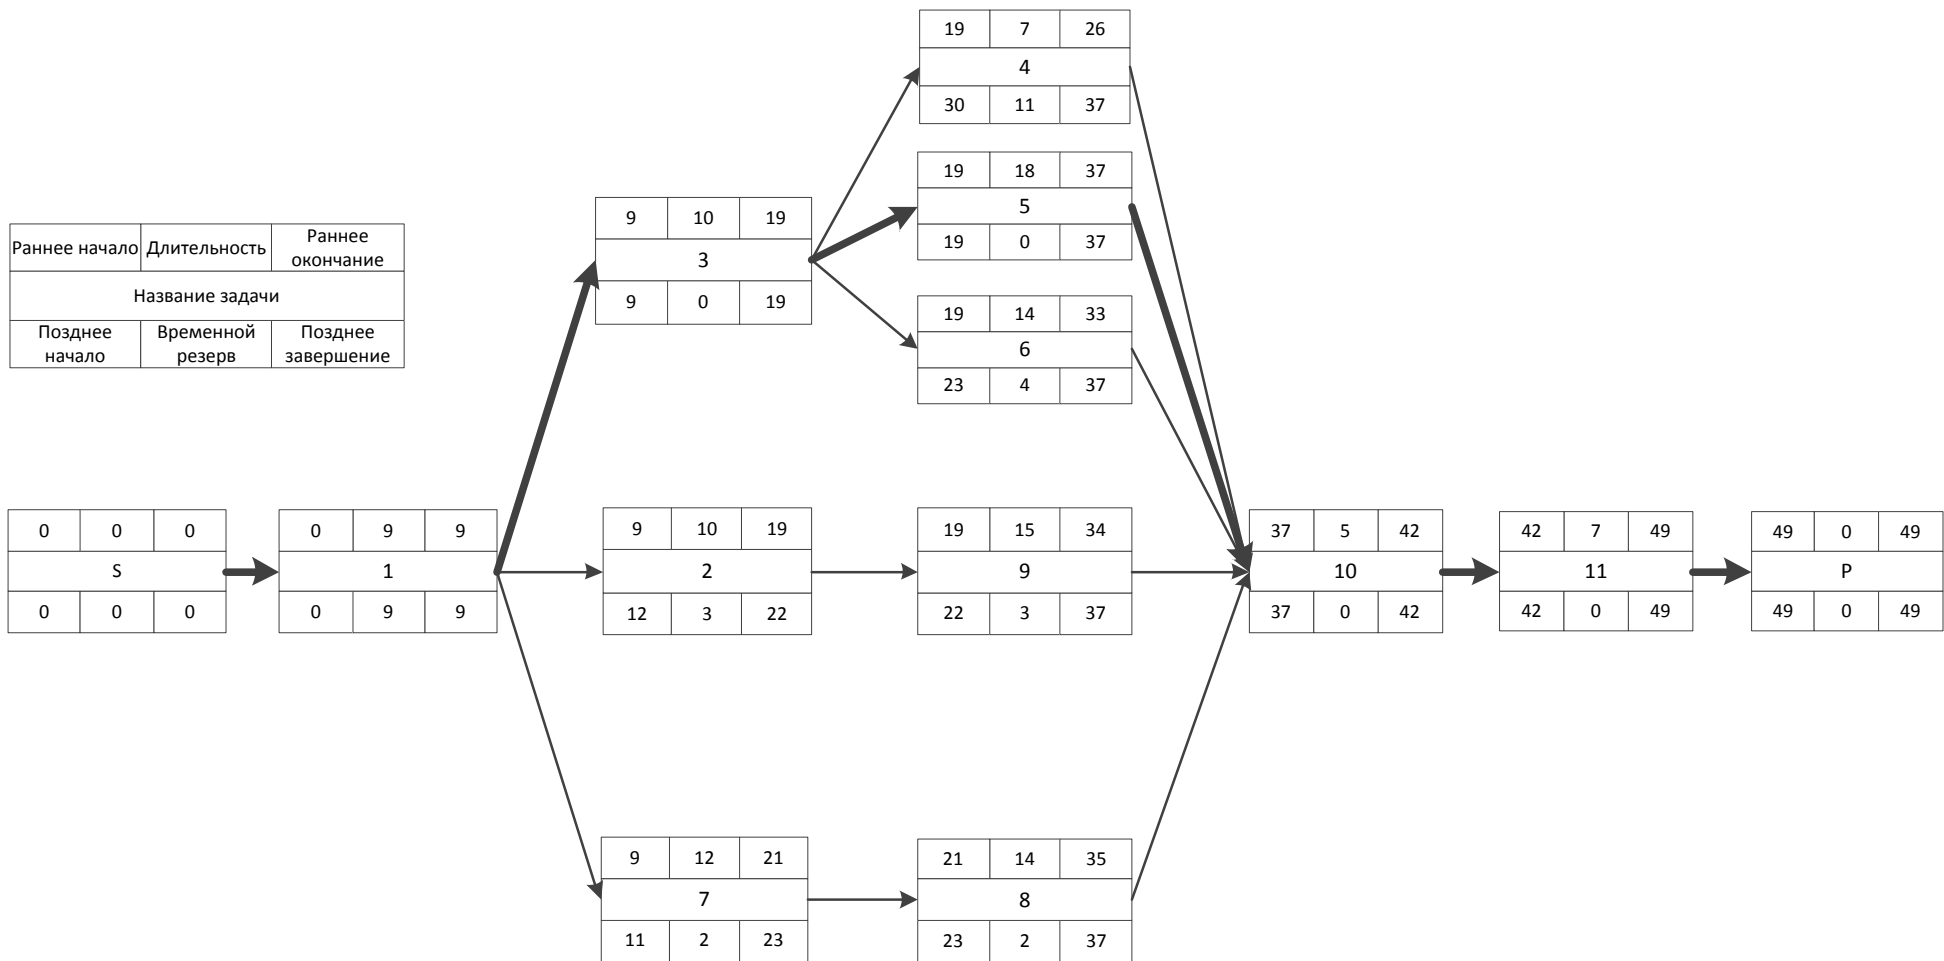 19 7 26
4
30 11 37
19 18 37
5
19 0 37
9 10 19
3
9 0 19
Раннее начало Длительность Раннее
окончание
Название задачи
Позднее
начало
Временной
резерв
Позднее
завершение
19 14 33
6
23 4 37
0 0 0
S
0 0 0
0 9 9
1
0 9 9
9 10 19
2
12 3 22
19 15 34
9
22 3 37
37 5 42
10
37 0 42
42 7 49
11
42 0 49
49 0 49
P
49 0 49
9 12 21
7
11 2 23
21 14 35
8
23 2 37